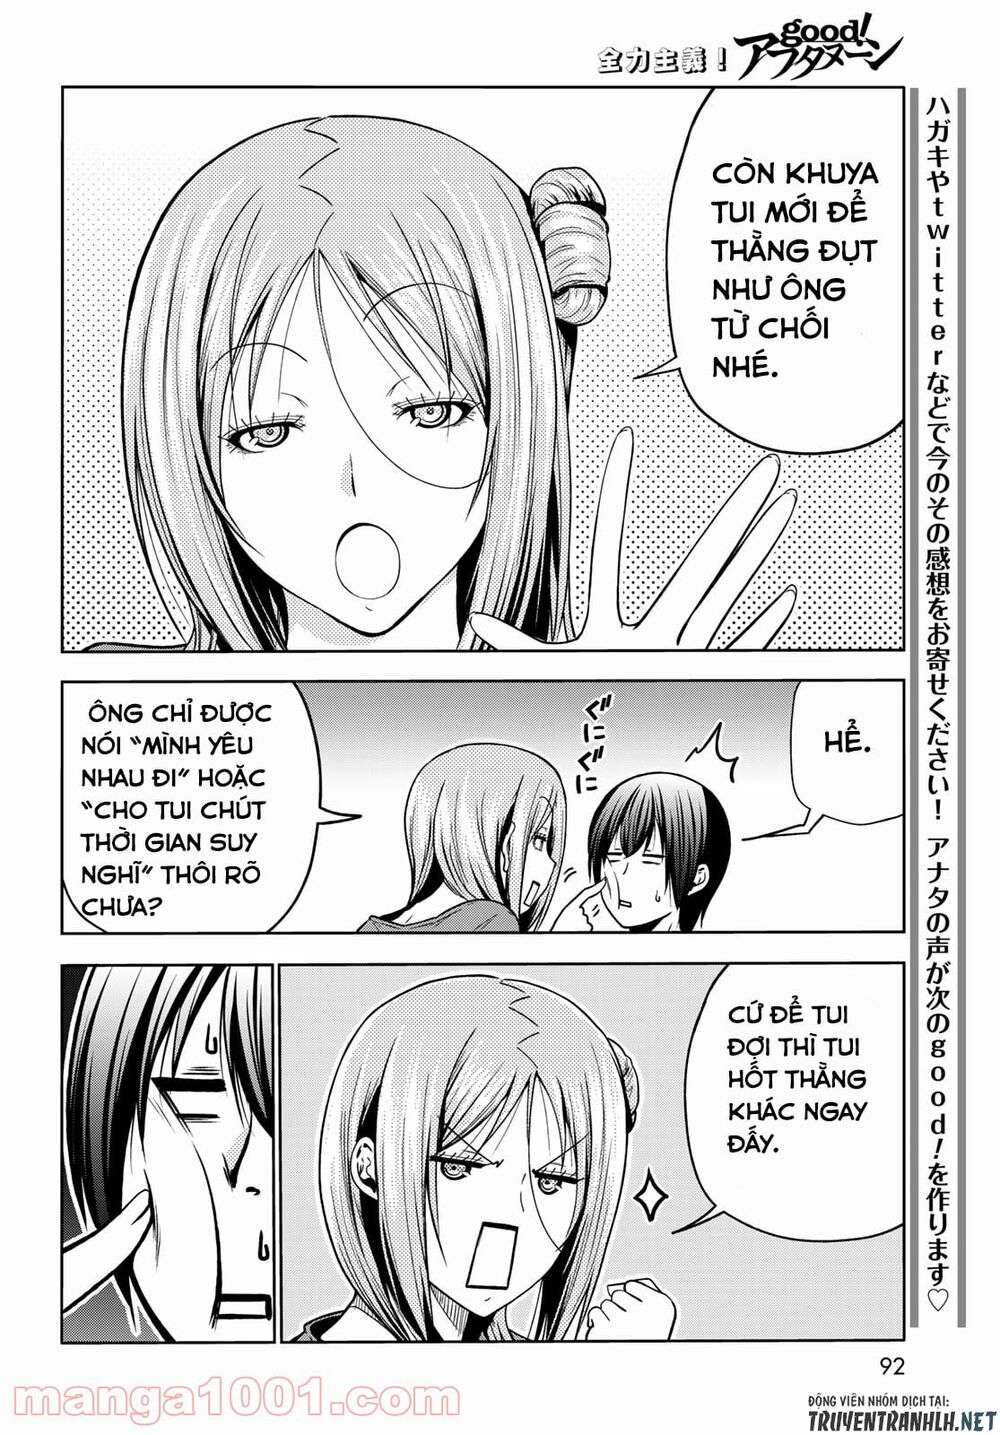 全力主義！
good!
アフタヌーン
CÒN KHUYA
TUI MỚI ĐỂ
THẰNG ĐỤT
NHƯ ÔNG
TỪ CHỐI
NHÉ.
ハガキやtwitterなどで今のその感想をお寄せください！ アナタの声が次のgood!を作ります♡
HỂ.
ぐに
ぐに
ÔNG CHỈ ĐƯỢC
NÓI "MÌNH YÊU
NHAU ĐI" HOẶC
"CHO TUI CHÚT
THỜI GIAN SUY
NGHĨ" THÔI RÕ
CHƯA?
CỨ ĐỂ TUI
ĐỢI THÌ TUI
HỐT THẰNG
KHÁC NGAY
ĐẤY.
92
manga1001.com
ĐỘNG VIÊN NHÓM DỊCH TẠI:
TRUYENTRANHLH.NET